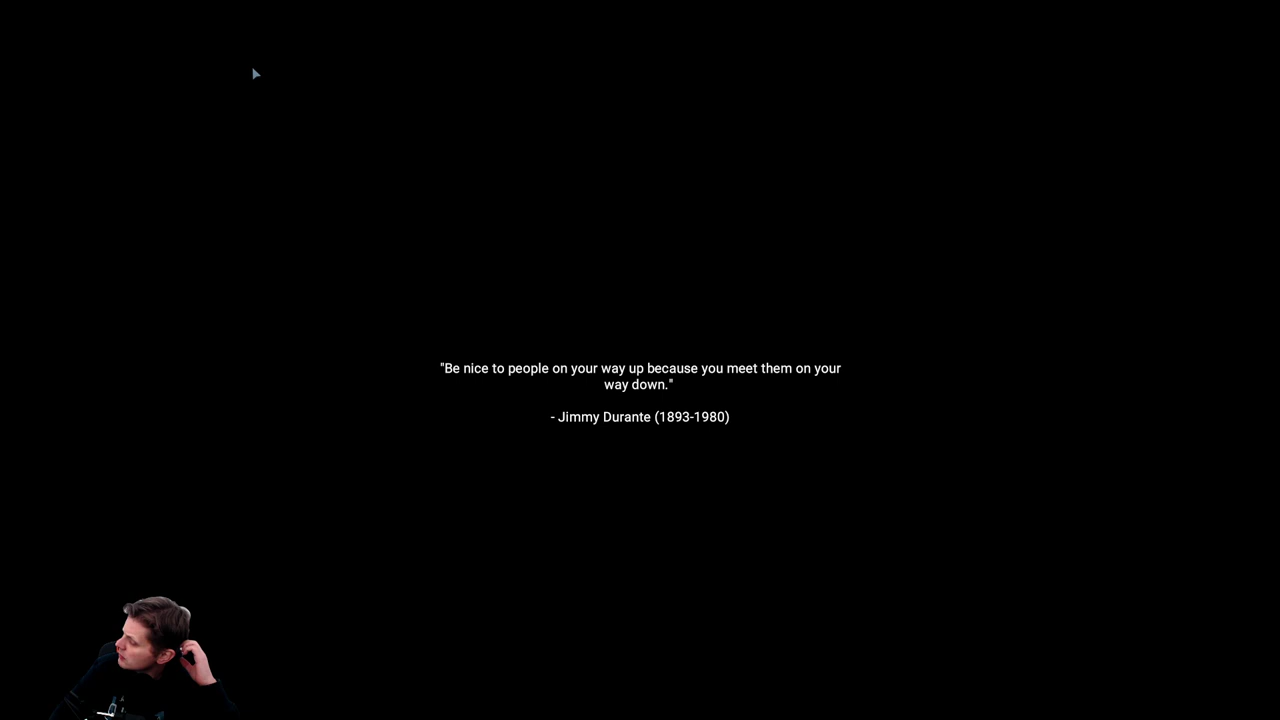 "Be nice to people on your way up because you meet them on your
way down."
- Jimmy Durante (1893-1980)